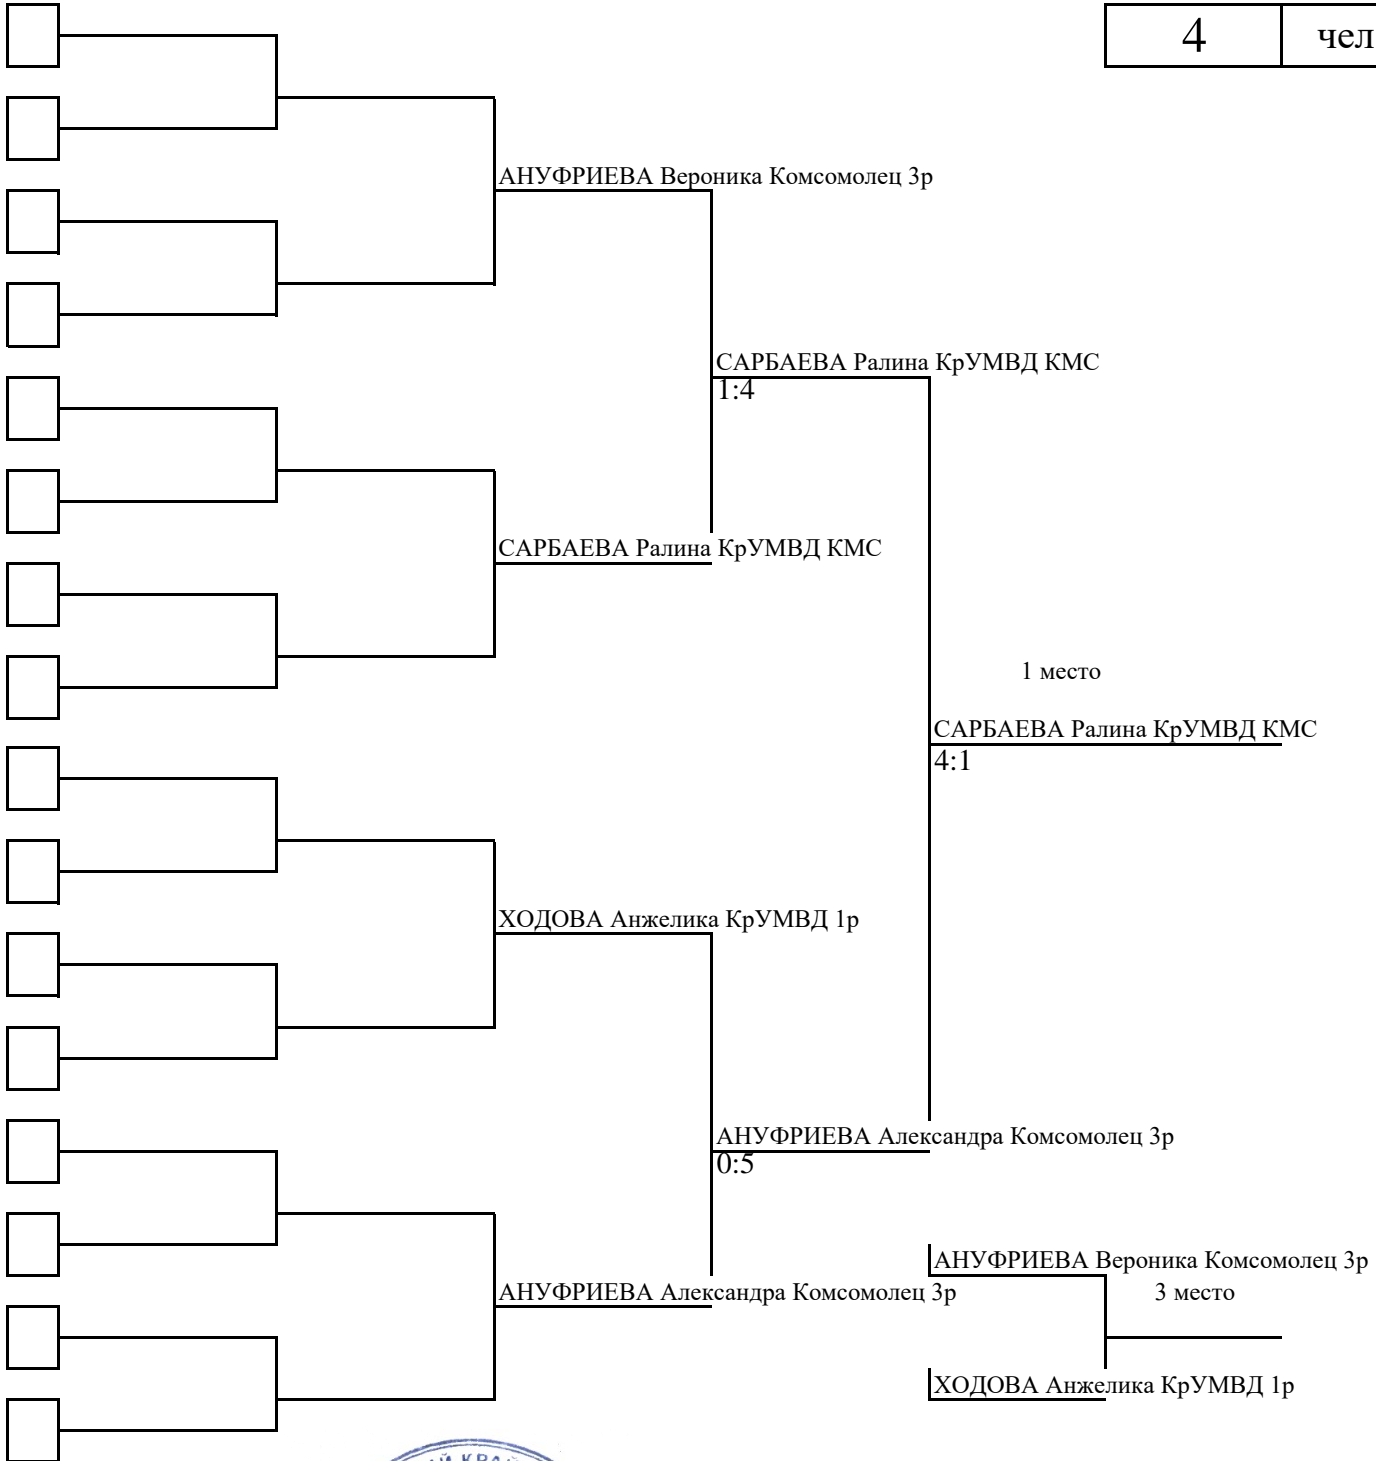 4 чел
АНУФРИЕВА Вероника Комсомолец 3р
САРБАЕВА Ралина КрУМВД КМС
1:4
САРБАЕВА Ралина КрУМВД КМС
1 место
САРБАЕВА Ралина КрУМВД КМС
4:1
ХОДОВА Анжелика КрУМВД 1р
АНУФРИЕВА Александра Комсомолец 3р
0:5
АНУФРИЕВА Вероника Комсомолец 3р
АНУФРИЕВА Александра Комсомолец 3р
3 место
ХОДОВА Анжелика КрУМВД 1р